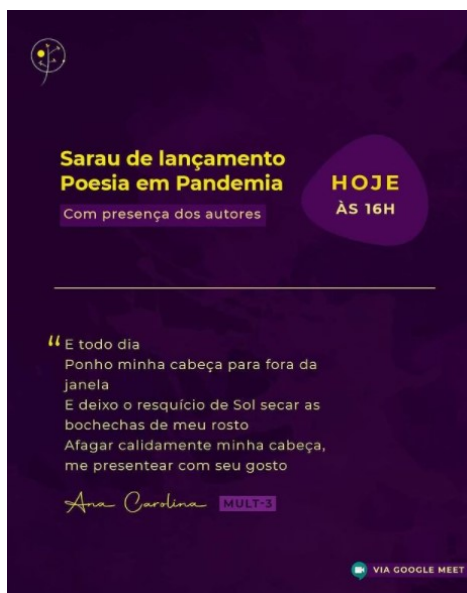 Sarau de lançamento
Poesia em Pandemia
Com presença dos autores
HOJE
ÀS 16H
“ E todo dia
Ponho minha cabeça para fora da
janela
E deixo o resquício de Sol secar as
bochechas de meu rosto
Afagar calidamente minha cabeça,
me presentear com seu gosto
Ana Carolina MULT-3
VIA GOOGLE MEET